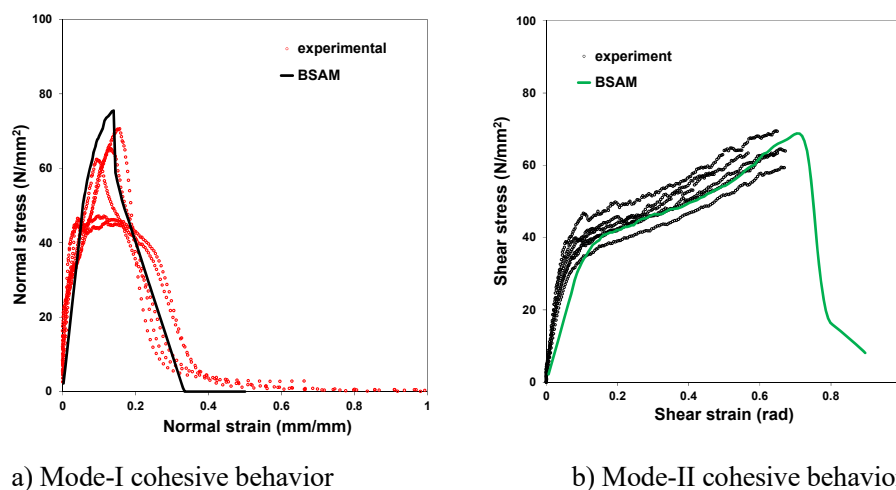 100
80
60
40
20
0
0
0.2
0.4
0.6
0.8
1
Normal stress (N/mm²)
Normal strain (mm/mm)
experimental
BSAM
100
80
60
40
20
0
0
0.2
0.4
0.6
0.8
Shear stress (N/mm²)
Shear strain (rad)
experiment
BSAM
a) Mode-I cohesive behavior
b) Mode-II cohesive behavio